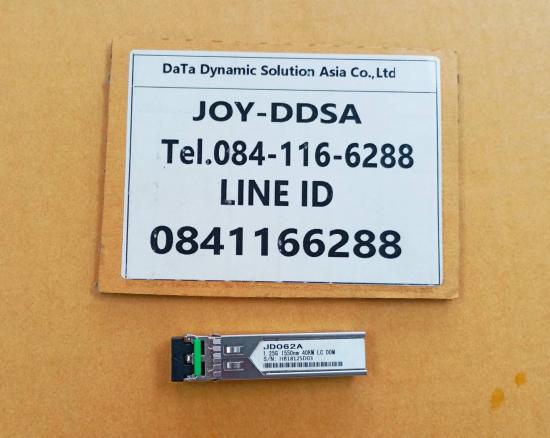 DaTa Dynamic Solution Asia Co.,Ltd
JOY-DDSA
Tel.084-116-6288
LINE ID
0841166288
JD062A
1.25G 1550nm 40KM LC DDM
S/N: HB18125D03